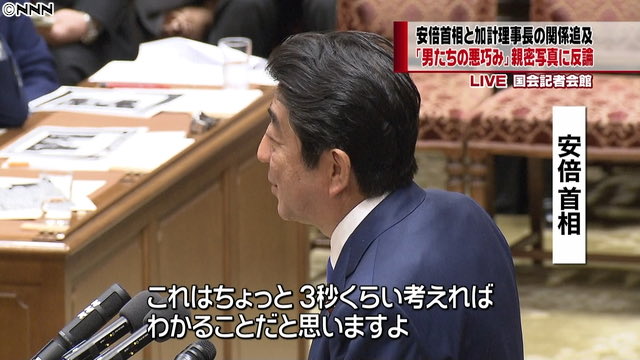 NNN
安倍首相と加計理事長の関係追及
「男たちの悪巧み」親密写真に反論
LIVE 国会記者会館
安倍首相
これはちょっと 3秒くらい考えれば
わかることだと思いますよ